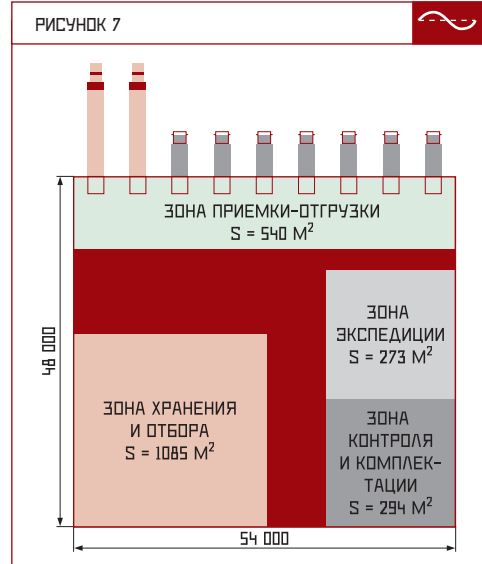 РИСУНОК 7
ЗОНА ПРИЕМКИ-ОТГРУЗКИ
S = 540 М²
ЗОНА
ЭКСПЕДИЦИИ
S = 273 М²
48 000
ЗОНА ХРАНЕНИЯ
И ОТБОРА
S = 1085 М²
ЗОНА
КОНТРОЛЯ
И КОМПЛЕК-
ТАЦИИ
S = 294 М²
54 000